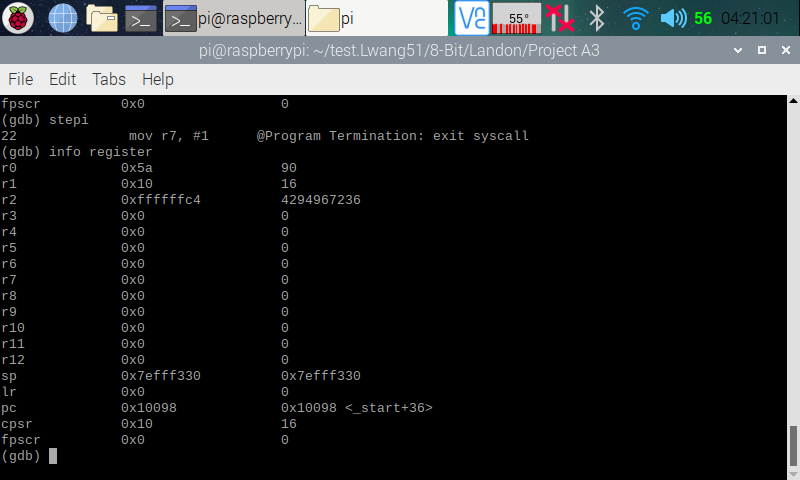 pi@raspberry... pi 55° 56 04:21:01
pi@raspberrypi: ~/test.Lwang51/8-Bit/Landon/Project A3
File Edit Tabs Help
fpscr 0x0 0
(gdb) stepi
22 mov r7, #1 @Program Termination: exit syscall
(gdb) info register
r0 0x5a 90
r1 0x10 16
r2 0xffffffc4 4294967236
r3 0x0 0
r4 0x0 0
r5 0x0 0
r6 0x0 0
r7 0x0 0
r8 0x0 0
r9 0x0 0
r10 0x0 0
r11 0x0 0
r12 0x0 0
sp 0x7efff330 0x7efff330
lr 0x0 0
pc 0x10098 0x10098 <_start+36>
cpsr 0x10 16
fpscr 0x0 0
(gdb)